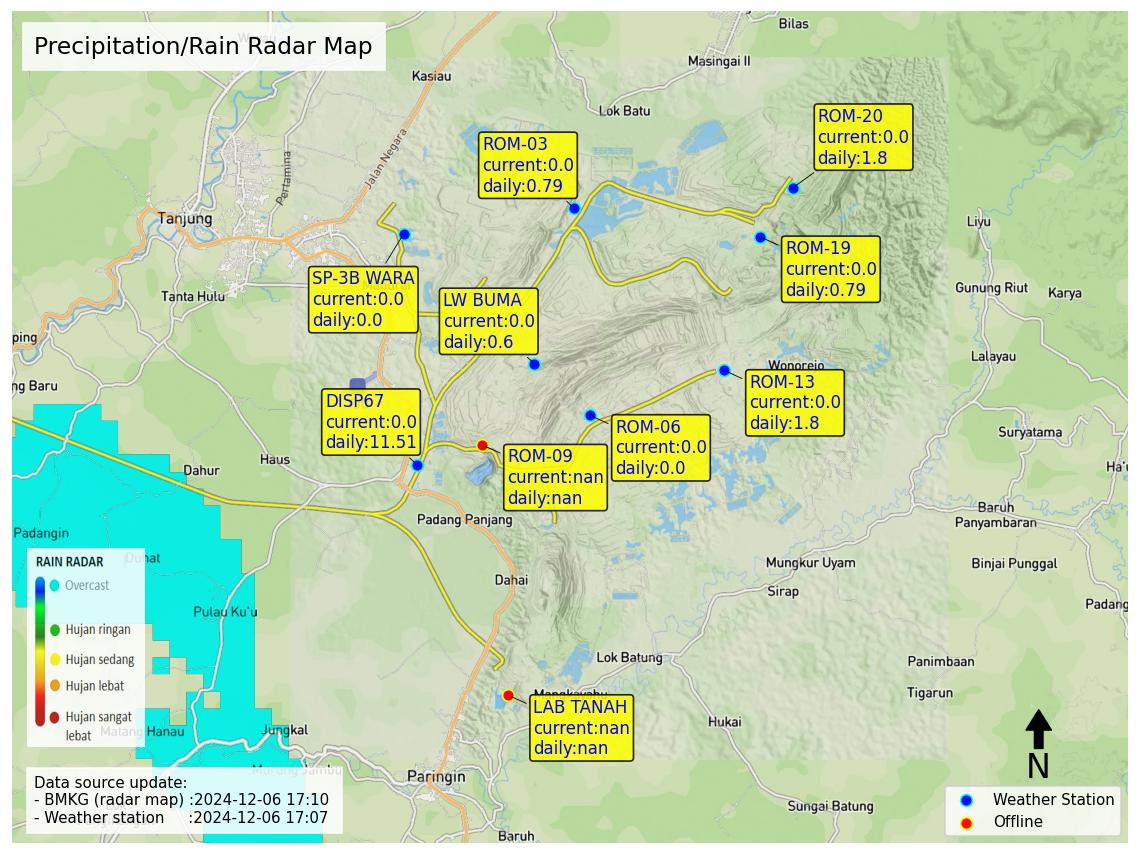 Precipitation/Rain Radar Map
Bilas
Masingai II
Kasiau
Lok Batu
Jalan Negara
Pertamina
Tanjung
Tanta Hulu
ping
ng Baru
ROM-20
current:0.0
daily:1.8
ROM-03
current:0.0
daily:0.79
ROM-19
current:0.0
daily:0.79
SP-3B WARA
current:0.0
daily:0.0
LW BUMA
current:0.0
daily:0.6
Liyu
Gunung Riut
Karya
Lalayau
Wonorejo
ROM-13
current:0.0
daily:1.8
DISP67
current:0.0
daily:11.51
ROM-06
current:0.0
daily:0.0
ROM-09
current:nan
daily:nan
Suryatama
Haus
Dahur
Padang Panjang
Baruh
Panyambaran
Padangin
Dahai
Mungkur Uyam
Binjai Punggal
Sirap
Padang
Pulau Ku'u
RAIN RADAR
Overcast
Hujan ringan
Hujan sedang
Hujan lebat
Hujan sangat
lebat
Lok Batung
Panimbaan
Tigarun
LAB TANAH
current:nan
daily:nan
Hukai
Matang Hanau
Jungkal
Paringin
Sungai Batung
Baruh
Data source update:
- BMKG (radar map) :2024-12-06 17:10
- Weather station :2024-12-06 17:07
N
Weather Station
Offline